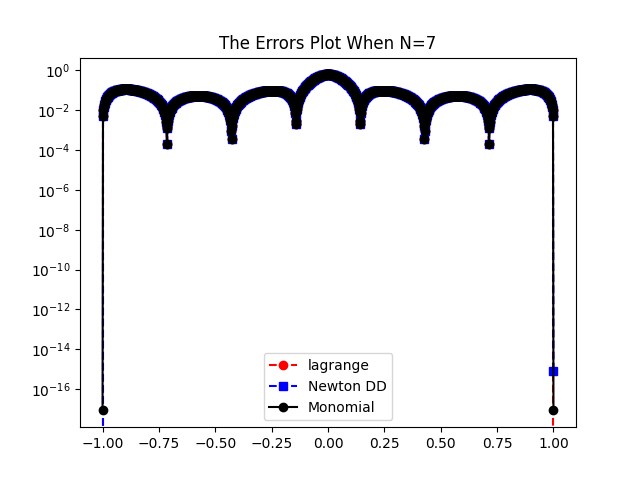 The Errors Plot When N=7
10⁰
10⁻²
10⁻⁴
10⁻⁶
10⁻⁸
10⁻¹⁰
10⁻¹²
10⁻¹⁴
10⁻¹⁶
lagrange
Newton DD
Monomial
−1.00 −0.75 −0.50 −0.25 0.00 0.25 0.50 0.75 1.00